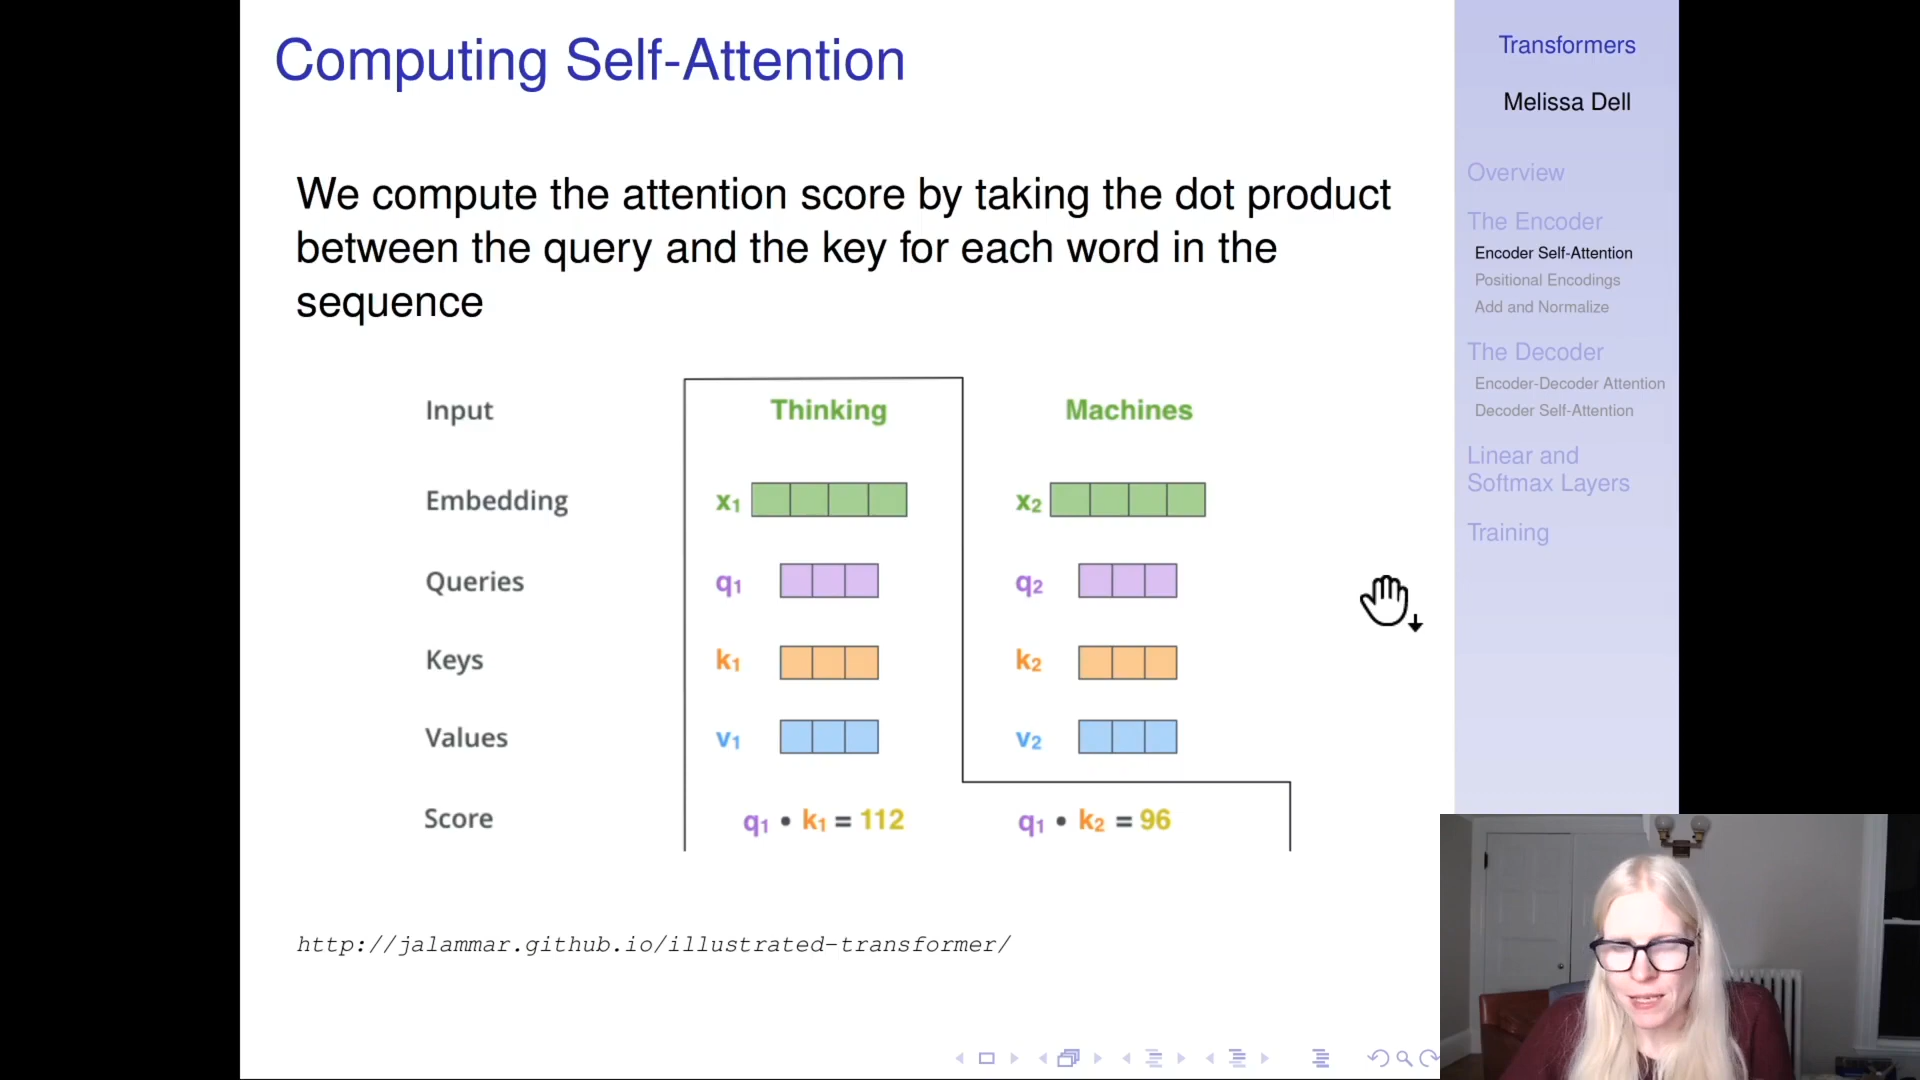 Computing Self-Attention
We compute the attention score by taking the dot product
between the query and the key for each word in the
sequence
Input Thinking Machines
Embedding x₁ x₂
Queries q₁ q₂
Keys k₁ k₂
Values v₁ v₂
Score q₁ • k₁ = 112 q₁ • k₂ = 96
http://jalammar.github.io/illustrated-transformer/
Transformers
Melissa Dell
Overview
The Encoder
Encoder Self-Attention
Positional Encodings
Add and Normalize
The Decoder
Encoder-Decoder Attention
Decoder Self-Attention
Linear and
Softmax Layers
Training